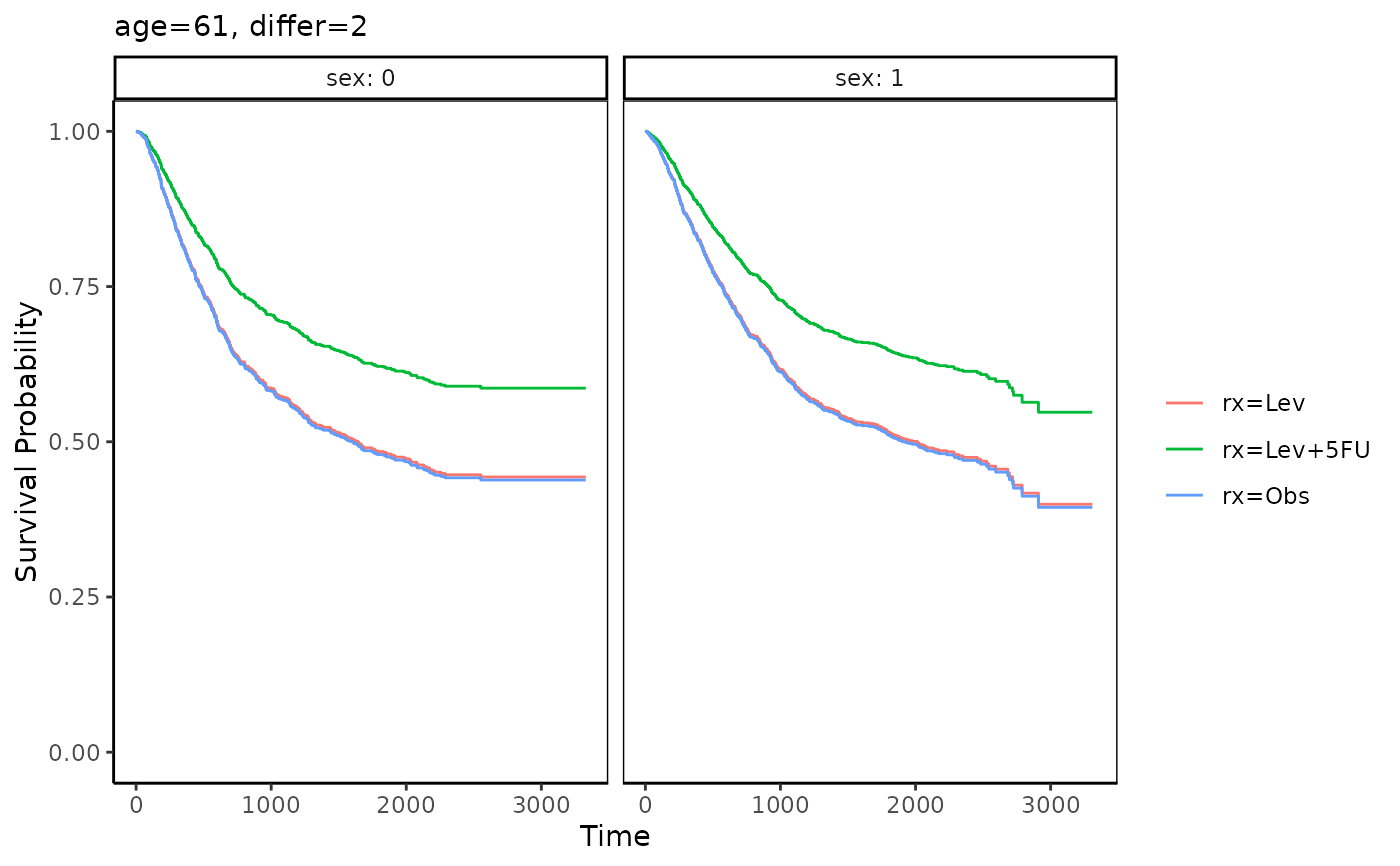 age=61, differ=2
sex: 0
sex: 1
Survival Probability
1.00
0.75
0.50
0.25
0.00
0 1000 2000 3000
0 1000 2000 3000
Time
rx=Lev
rx=Lev+5FU
rx=Obs